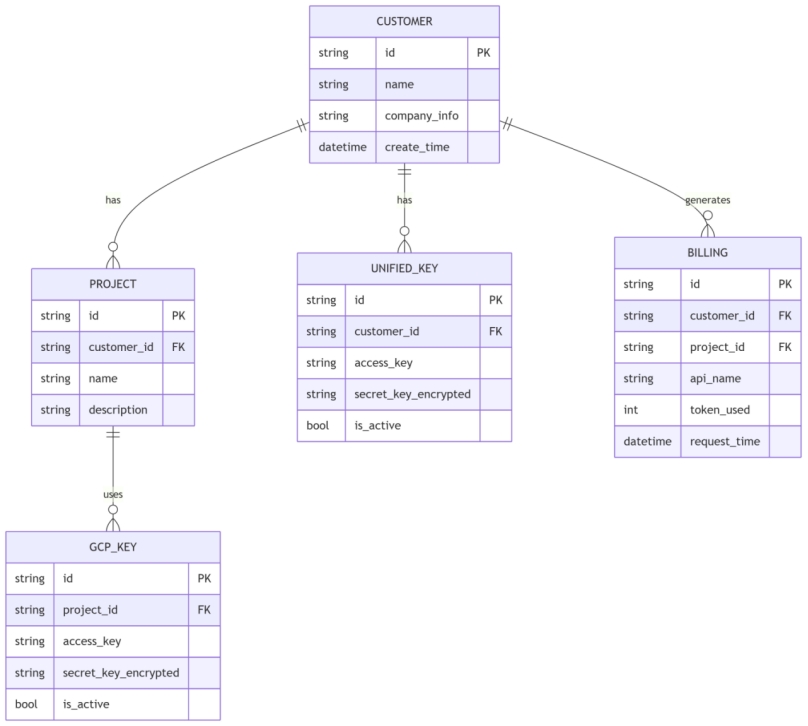 CUSTOMER
string id PK
string name
string company_info
datetime create_time
has
has
generates
PROJECT
string id PK
string customer_id FK
string name
string description
UNIFIED_KEY
string id PK
string customer_id FK
string access_key
string secret_key_encrypted
bool is_active
BILLING
string id PK
string customer_id FK
string project_id FK
string api_name
int token_used
datetime request_time
uses
GCP_KEY
string id PK
string project_id FK
string access_key
string secret_key_encrypted
bool is_active